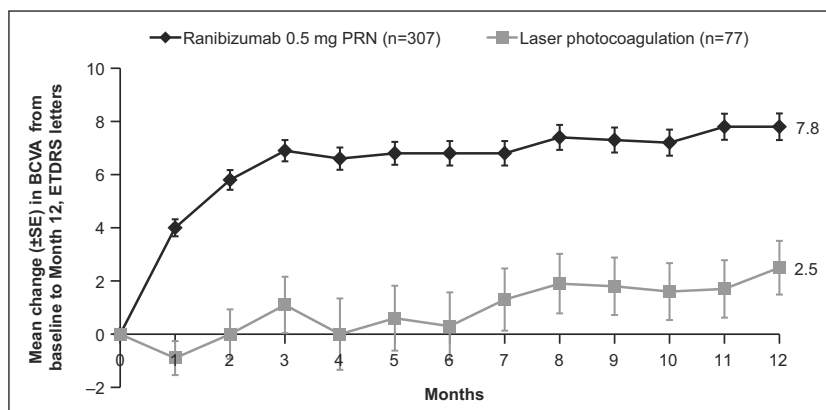 Ranibizumab 0.5 mg PRN (n=307) Laser photocoagulation (n=77)
Mean change (±SE) in BCVA from
baseline to Month 12, ETDRS letters
10
8
6
4
2
0
–2
7.8
2.5
0 1 2 3 4 5 6 7 8 9 10 11 12
Months